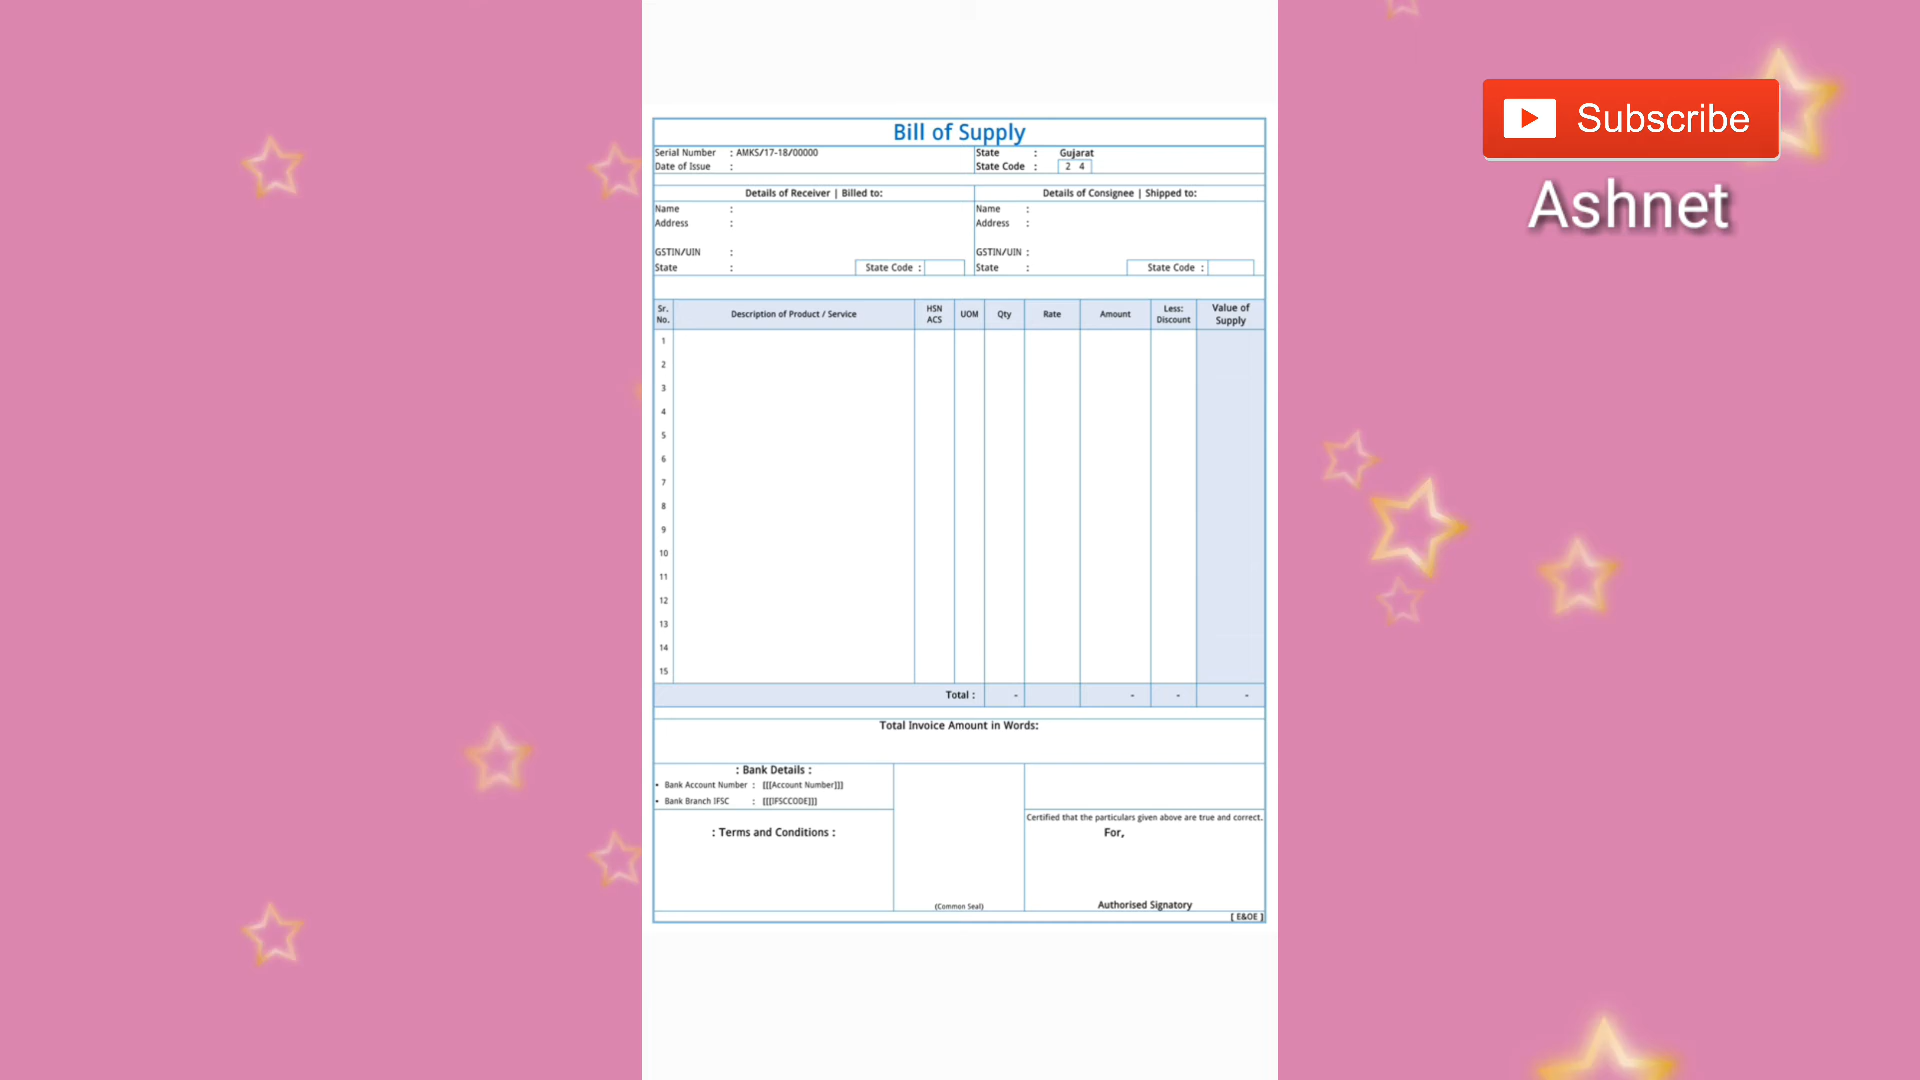 Subscribe
Ashnet
Bill of Supply
Serial Number : AMKS/17-18/00000
State : Gujarat
Date of Issue :
State Code : 2 4
Details of Receiver | Billed to:
Details of Consignee | Shipped to:
Name :
Name :
Address :
Address :
GSTIN/UIN :
GSTIN/UIN :
State : State Code :
State : State Code :
Sr. No. Description of Product / Service HSN ACS UOM Qty Rate Amount Less: Discount Value of Supply
1
2
3
4
5
6
7
8
9
10
11
12
13
14
15
Total : - - - -
Total Invoice Amount in Words:
: Bank Details :
• Bank Account Number : [[[Account Number]]]
• Bank Branch IFSC : [[[IFSCCODE]]]
: Terms and Conditions :
(Common Seal)
Certified that the particulars given above are true and correct.
For,
Authorised Signatory
[ E&OE ]